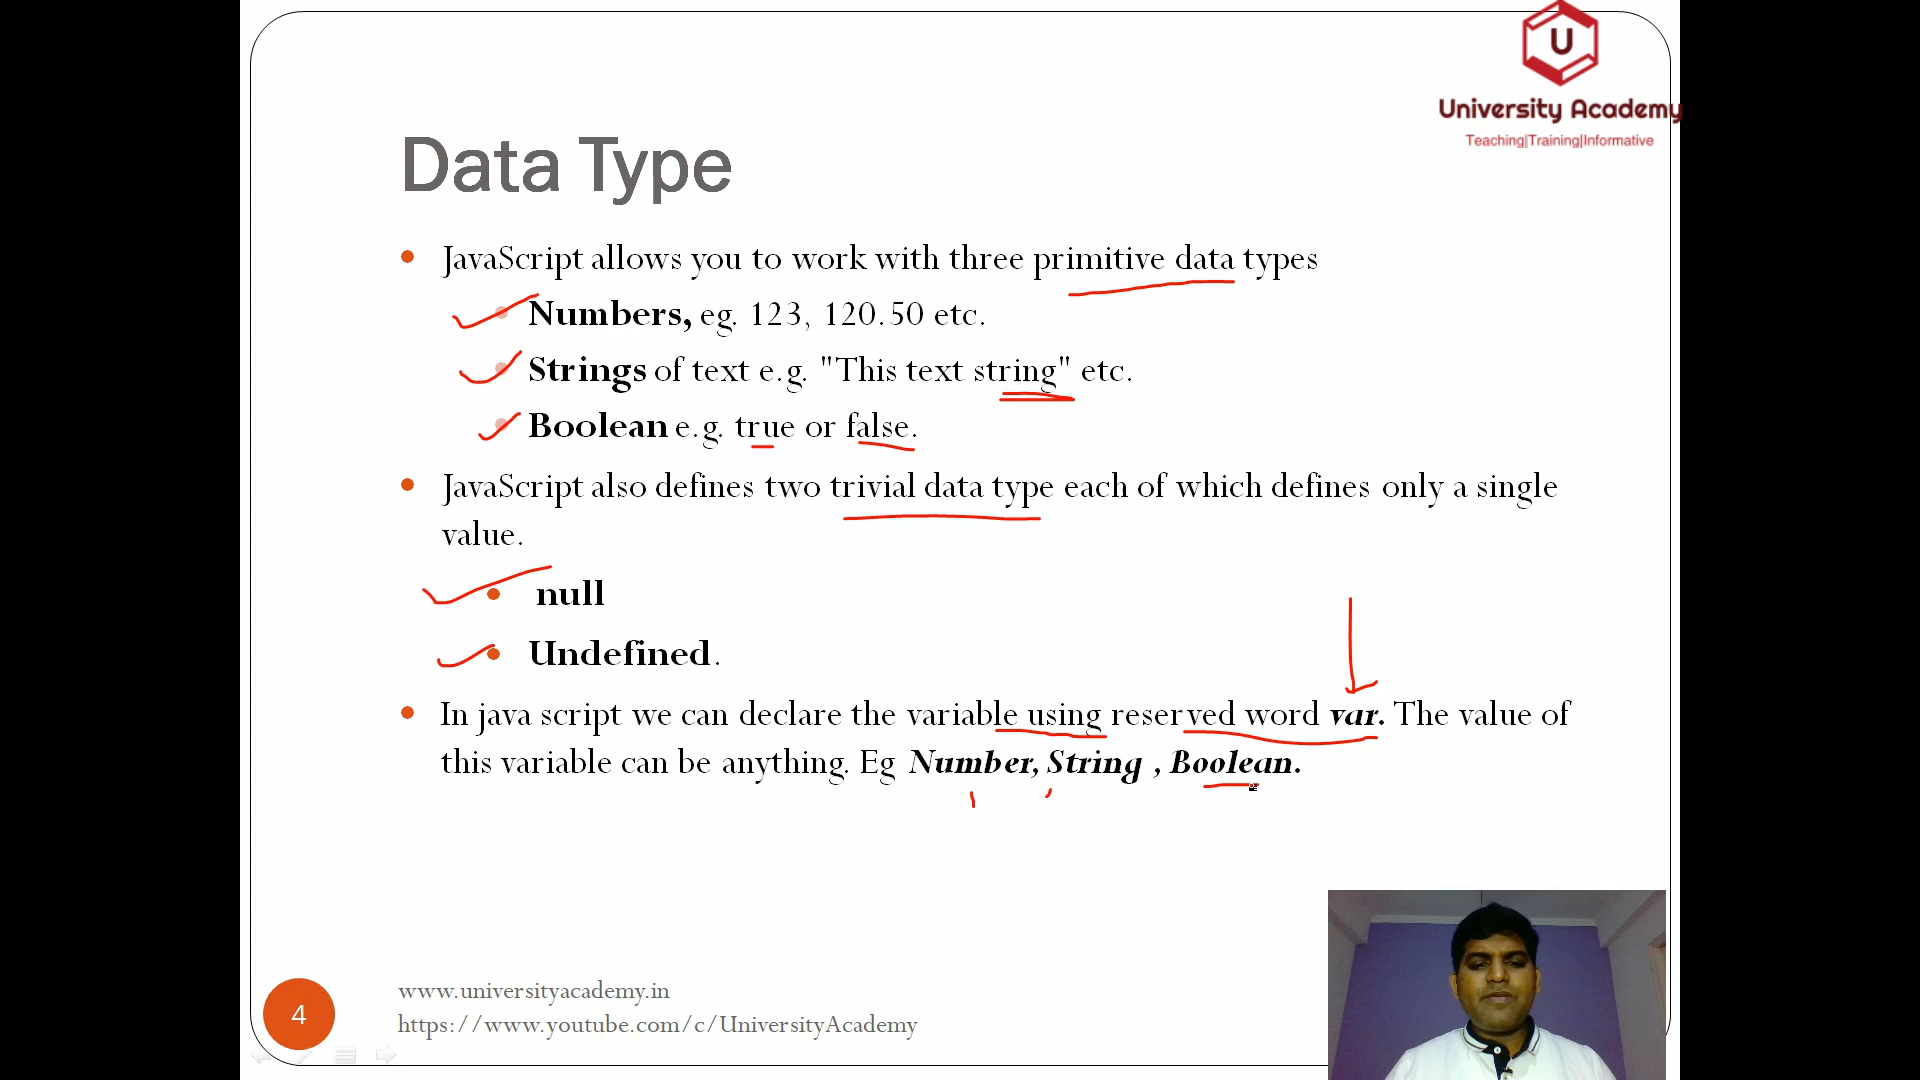 U
University Academy
Teaching|Training|Informative
Data Type
JavaScript allows you to work with three primitive data types
Numbers, eg. 123, 120.50 etc.
Strings of text e.g. "This text string" etc.
Boolean e.g. true or false.
JavaScript also defines two trivial data type each of which defines only a single
value.
null
Undefined.
In java script we can declare the variable using reserved word var. The value of
this variable can be anything. Eg Number, String , Boolean.
4
www.universityacademy.in
https://www.youtube.com/c/UniversityAcademy